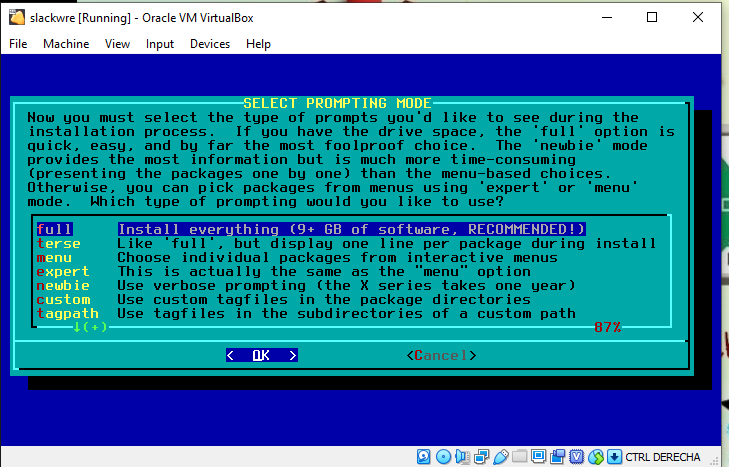 slackwre [Running] - Oracle VM VirtualBox
File Machine View Input Devices Help
SELECT PROMPTING MODE
Now you must select the type of prompts you'd like to see during the
installation process. If you have the drive space, the 'full' option is
quick, easy, and by far the most foolproof choice. The 'newbie' mode
provides the most information but is much more time-consuming
(presenting the packages one by one) than the menu-based choices.
Otherwise, you can pick packages from menus using 'expert' or 'menu'
mode. Which type of prompting would you like to use?
full Install everything (9+ GB of software, RECOMMENDED!)
terse Like 'full', but display one line per package during install
menu Choose individual packages from interactive menus
expert This is actually the same as the "menu" option
newbie Use verbose prompting (the X series takes one year)
custom Use custom tagfiles in the package directories
tagpath Use tagfiles in the subdirectories of a custom path
↓(+) 87%
< OK > <Cancel>
CTRL DERECHA